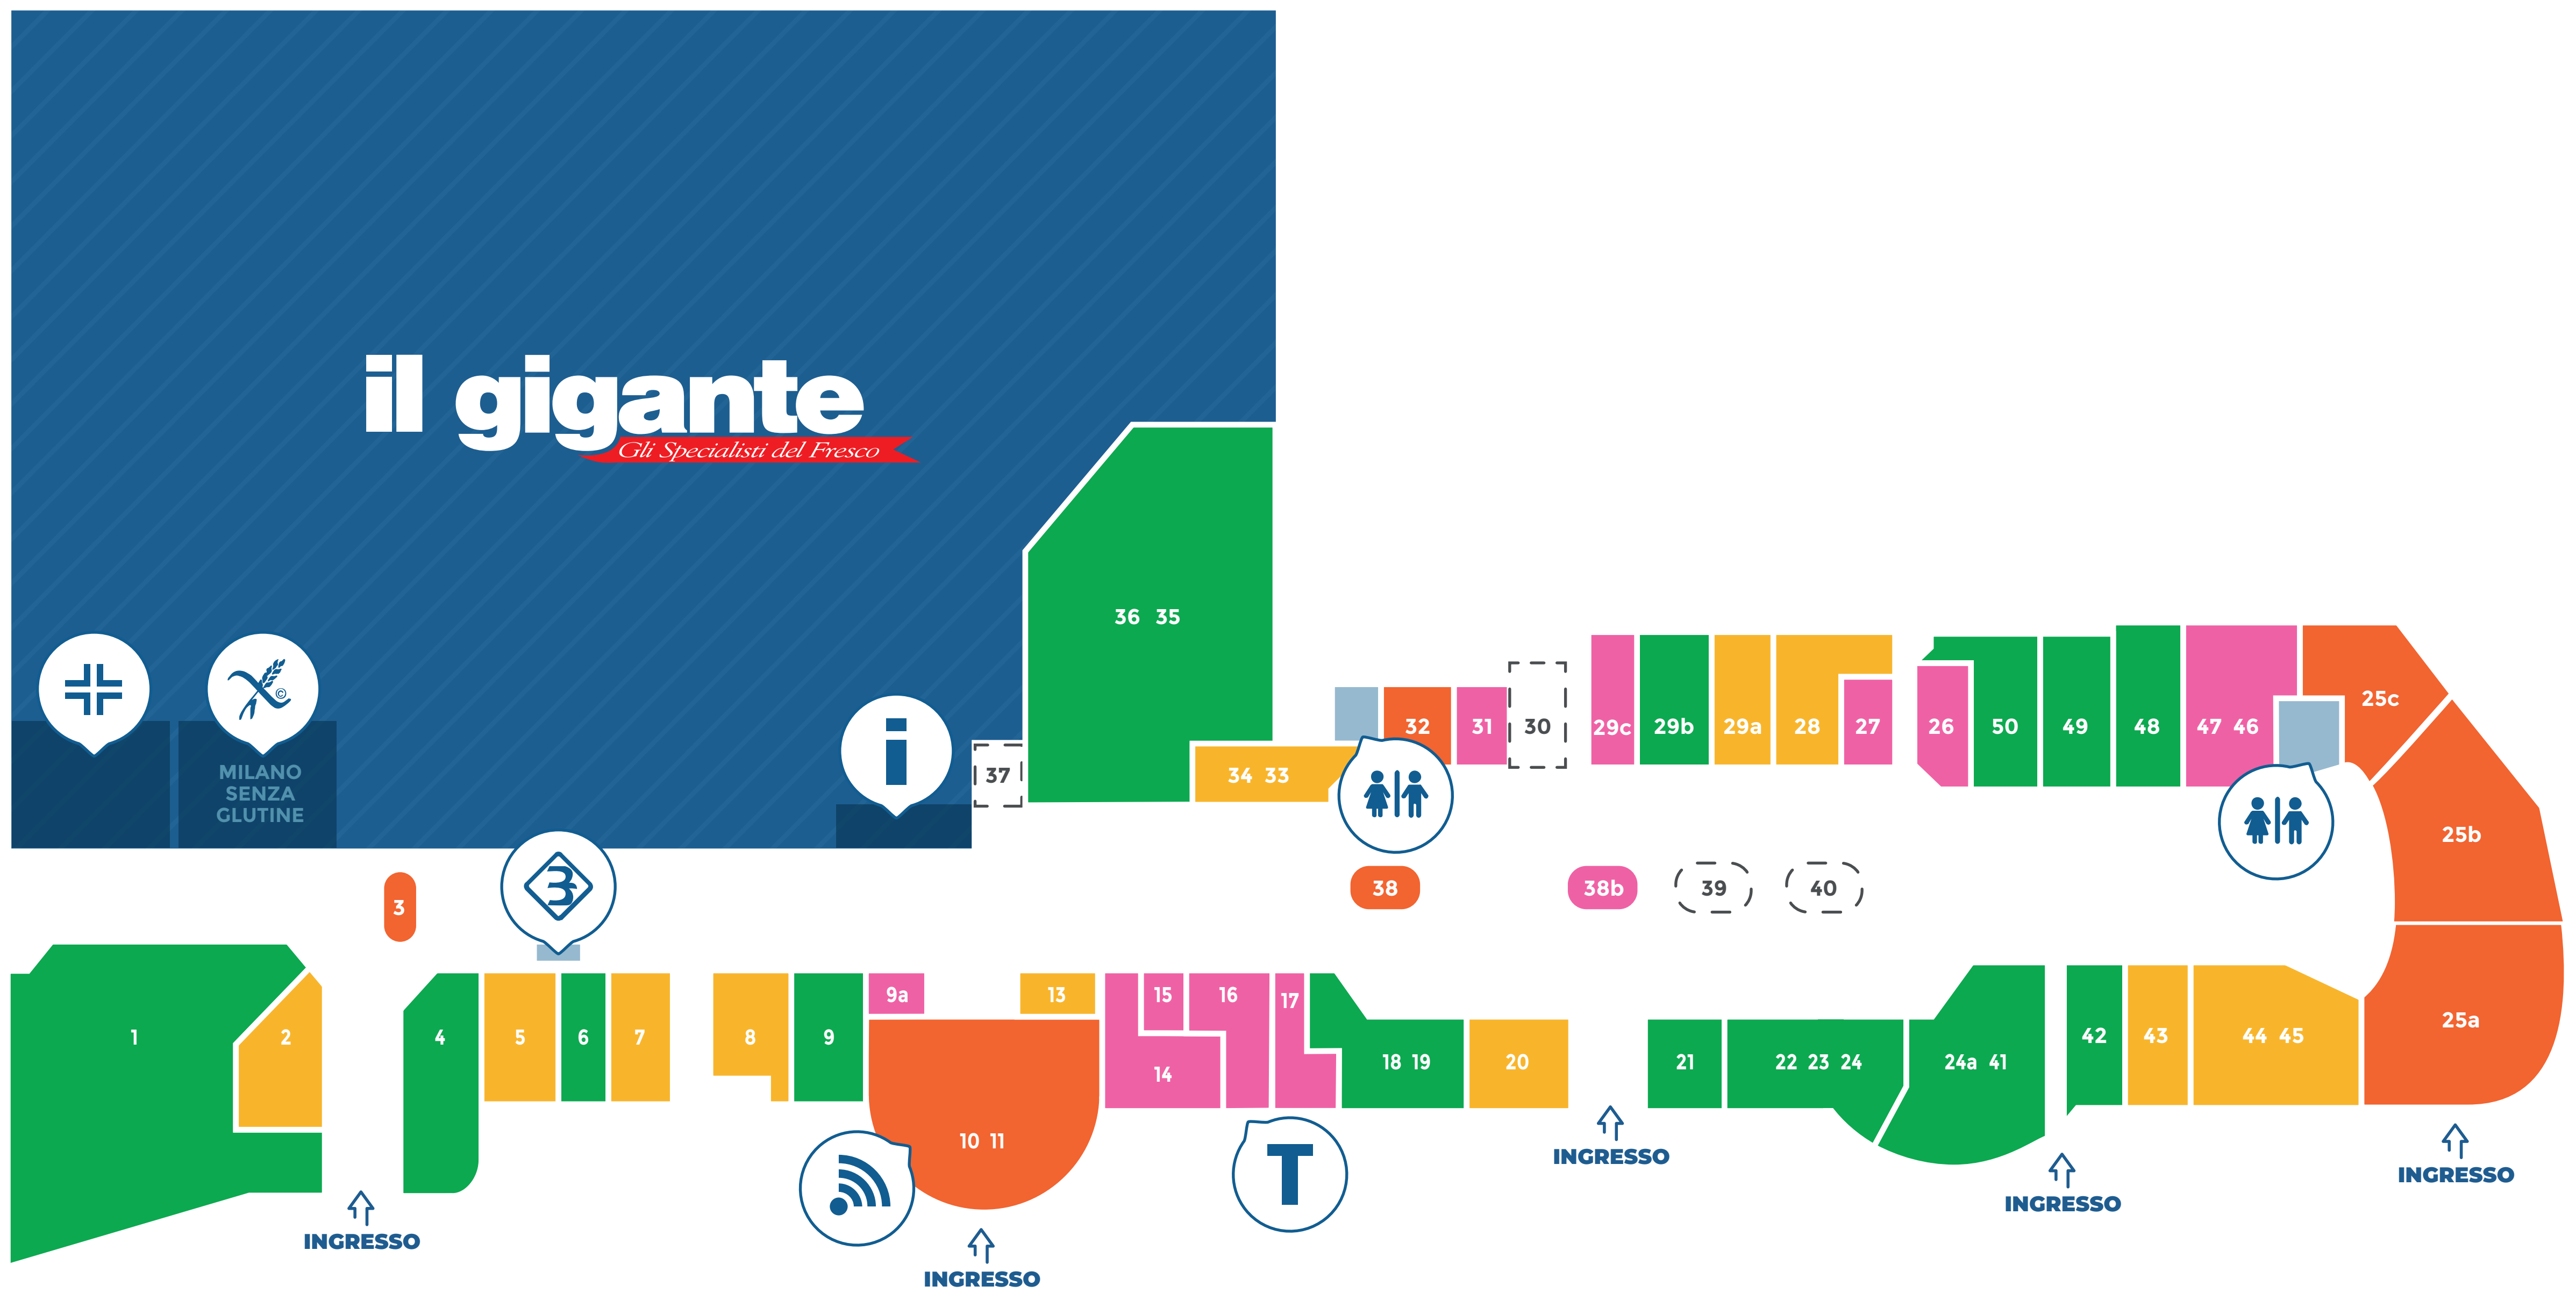 il gigante
Gli Specialisti del Fresco
MILANO
SENZA
GLUTINE
©
i
36 35
37
34 33
32
31
30
29c
29b
29a
28
27
26
50
49
48
47 46
25c
25b
25a
3
3
38
38b
39
40
1
2
4
5
6
7
8
9
9a
10 11
13
14
15
16
17
18 19
20
21
22 23 24
24a 41
42
43
44 45
T
INGRESSO
INGRESSO
INGRESSO
INGRESSO
INGRESSO